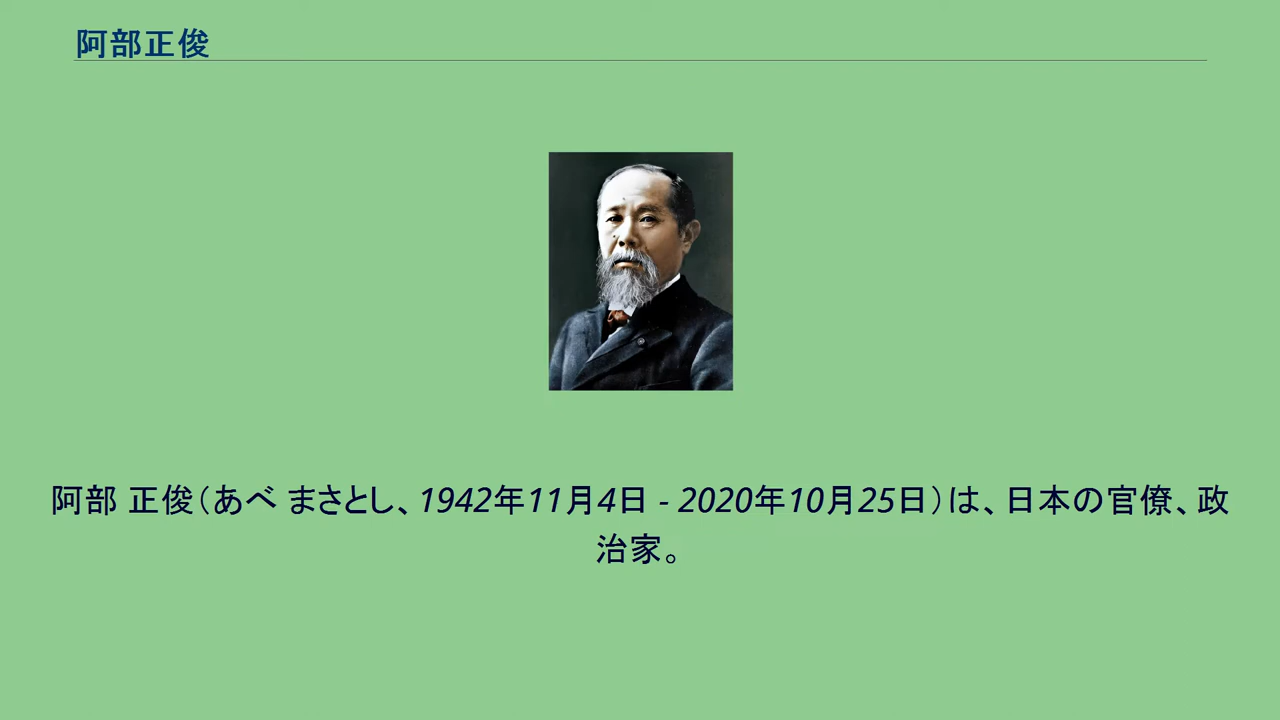 阿部正俊
阿部 正俊（あべ まさとし、1942年11月4日 - 2020年10月25日）は、日本の官僚、政
治家。